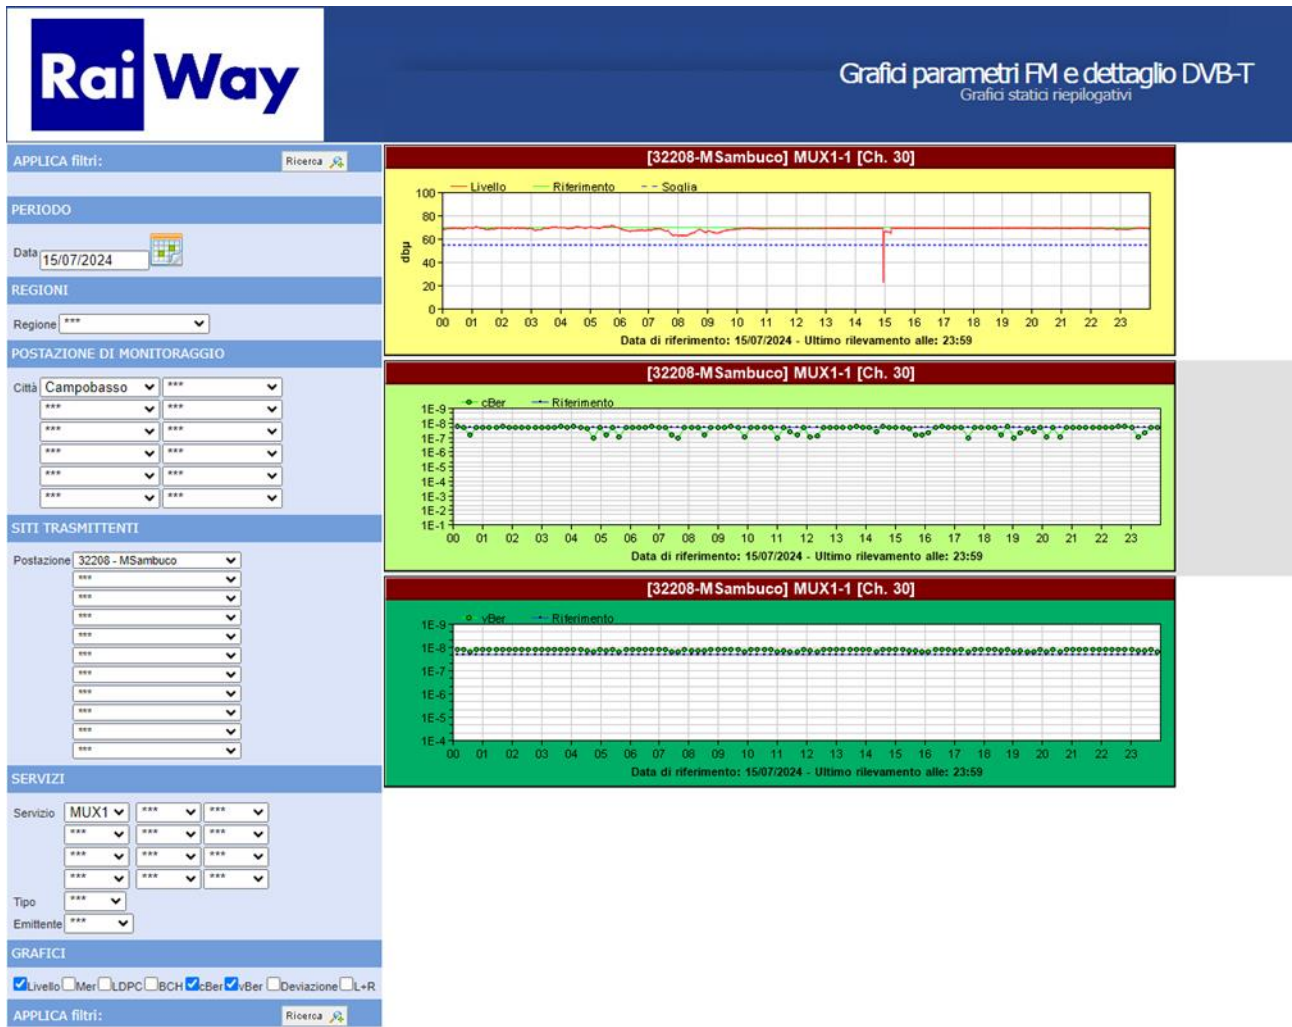 Rai Way
Grafici parametri FM e dettaglio DVB-T
Grafici statici riepilogativi
APPLICA filtri:
Ricerca
PERIODO
Data 15/07/2024
REGIONI
Regione ***
POSTAZIONE DI MONITORAGGIO
Città Campobasso ***
*** ***
*** ***
*** ***
*** ***
*** ***
SITI TRASMITTENTI
Postazione 32208 - MSambuco
***
***
***
***
***
***
***
***
***
***
SERVIZI
Servizio MUX1 *** ***
*** *** ***
*** *** ***
*** *** ***
Tipo ***
Emittente ***
GRAFICI
Livello Mer LDPC BCH cBer vBer Deviazione L+R
APPLICA filtri:
Ricerca
[32208-MSambuco] MUX1-1 [Ch. 30]
Livello Riferimento Soglia
100
80
60
40
20
0
dbµ
00 01 02 03 04 05 06 07 08 09 10 11 12 13 14 15 16 17 18 19 20 21 22 23
Data di riferimento: 15/07/2024 - Ultimo rilevamento alle: 23:59
[32208-MSambuco] MUX1-1 [Ch. 30]
cBer Riferimento
1E-9
1E-8
1E-7
1E-6
1E-5
1E-4
1E-3
1E-2
1E-1
00 01 02 03 04 05 06 07 08 09 10 11 12 13 14 15 16 17 18 19 20 21 22 23
Data di riferimento: 15/07/2024 - Ultimo rilevamento alle: 23:59
[32208-MSambuco] MUX1-1 [Ch. 30]
vBer Riferimento
1E-9
1E-8
1E-7
1E-6
1E-5
1E-4
00 01 02 03 04 05 06 07 08 09 10 11 12 13 14 15 16 17 18 19 20 21 22 23
Data di riferimento: 15/07/2024 - Ultimo rilevamento alle: 23:59